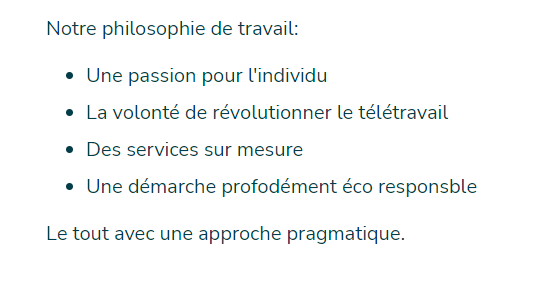 Notre philosophie de travail:
• Une passion pour l'individu
• La volonté de révolutionner le télétravail
• Des services sur mesure
• Une démarche profodément éco responsble
Le tout avec une approche pragmatique.